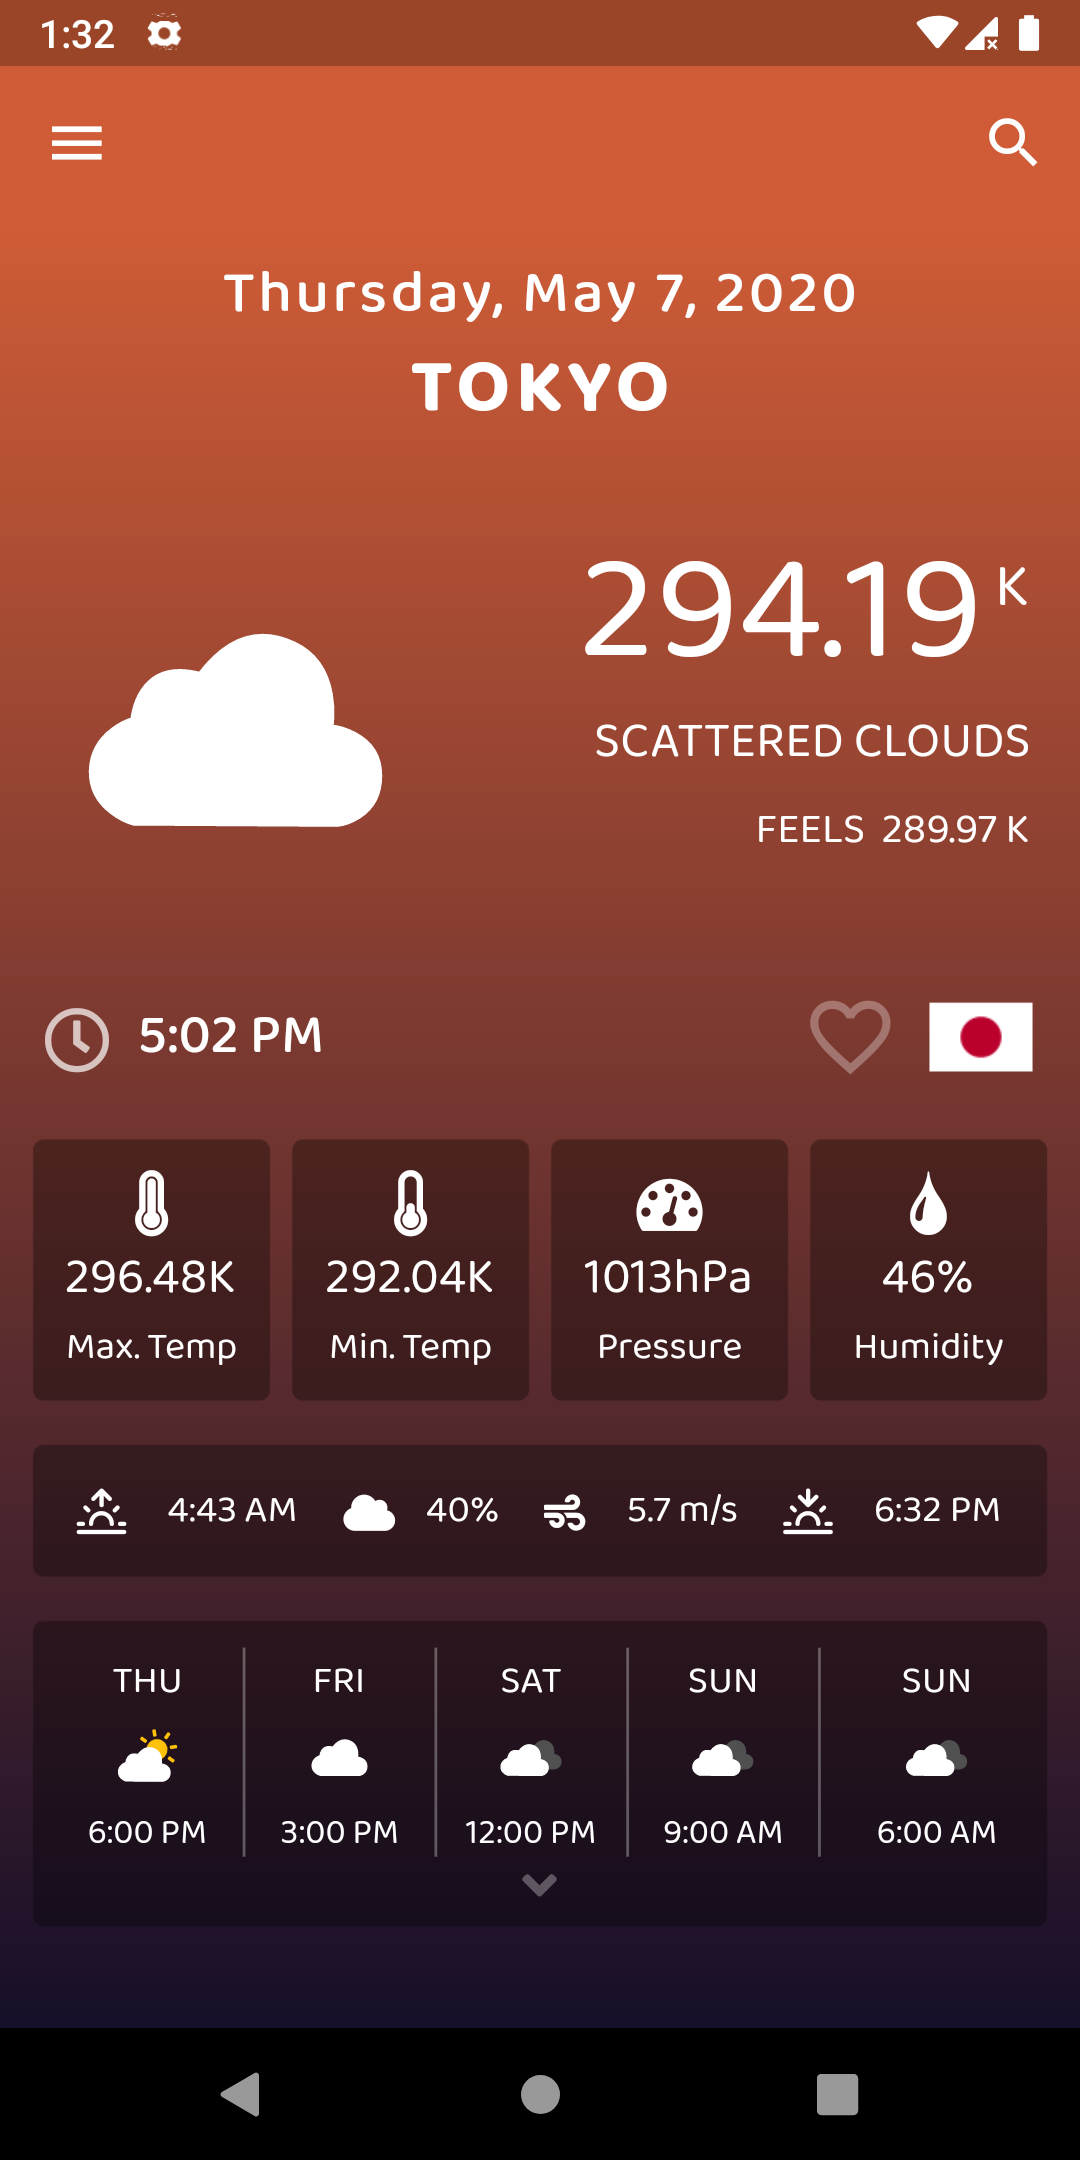 1:32
Thursday, May 7, 2020
TOKYO
294.19 K
SCATTERED CLOUDS
FEELS 289.97 K
5:02 PM
296.48K 292.04K 1013hPa 46%
Max. Temp Min. Temp Pressure Humidity
4:43 AM 40% 5.7 m/s 6:32 PM
THU FRI SAT SUN SUN
6:00 PM 3:00 PM 12:00 PM 9:00 AM 6:00 AM